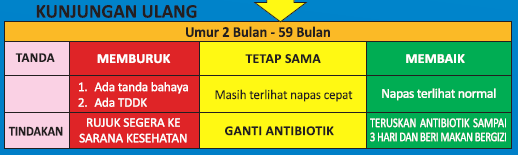 KUNJUNGAN ULANG
Umur 2 Bulan - 59 Bulan
TANDA MEMBURUK TETAP SAMA MEMBAIK
1. Ada tanda bahaya
2. Ada TDDK
Masih terlihat napas cepat
Napas terlihat normal
TINDAKAN
RUJUK SEGERA KE
SARANA KESEHATAN
GANTI ANTIBIOTIK
TERUSKAN ANTIBIOTIK SAMPAI
3 HARI DAN BERI MAKAN BERGIZI